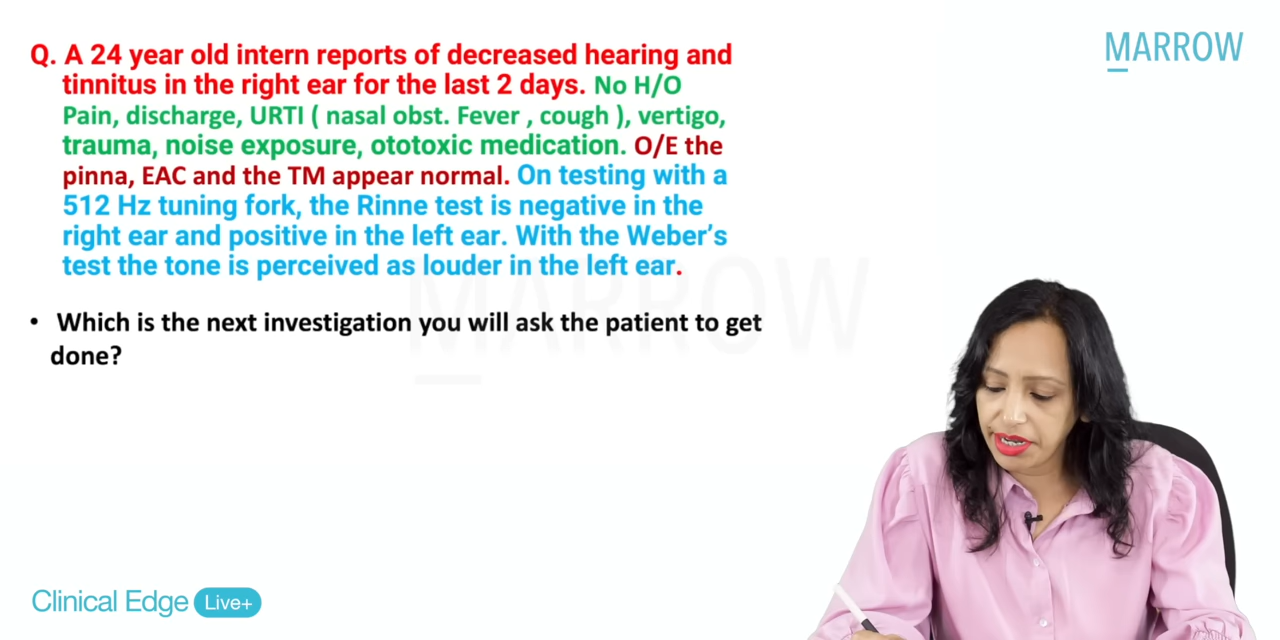 MARROW
Q. A 24 year old intern reports of decreased hearing and
tinnitus in the right ear for the last 2 days. No H/O
Pain, discharge, URTI ( nasal obst. Fever , cough ), vertigo,
trauma, noise exposure, ototoxic medication. O/E the
pinna, EAC and the TM appear normal. On testing with a
512 Hz tuning fork, the Rinne test is negative in the
right ear and positive in the left ear. With the Weber's
test the tone is perceived as louder in the left ear.
MARROW
• Which is the next investigation you will ask the patient to get
done?
Clinical Edge Live+